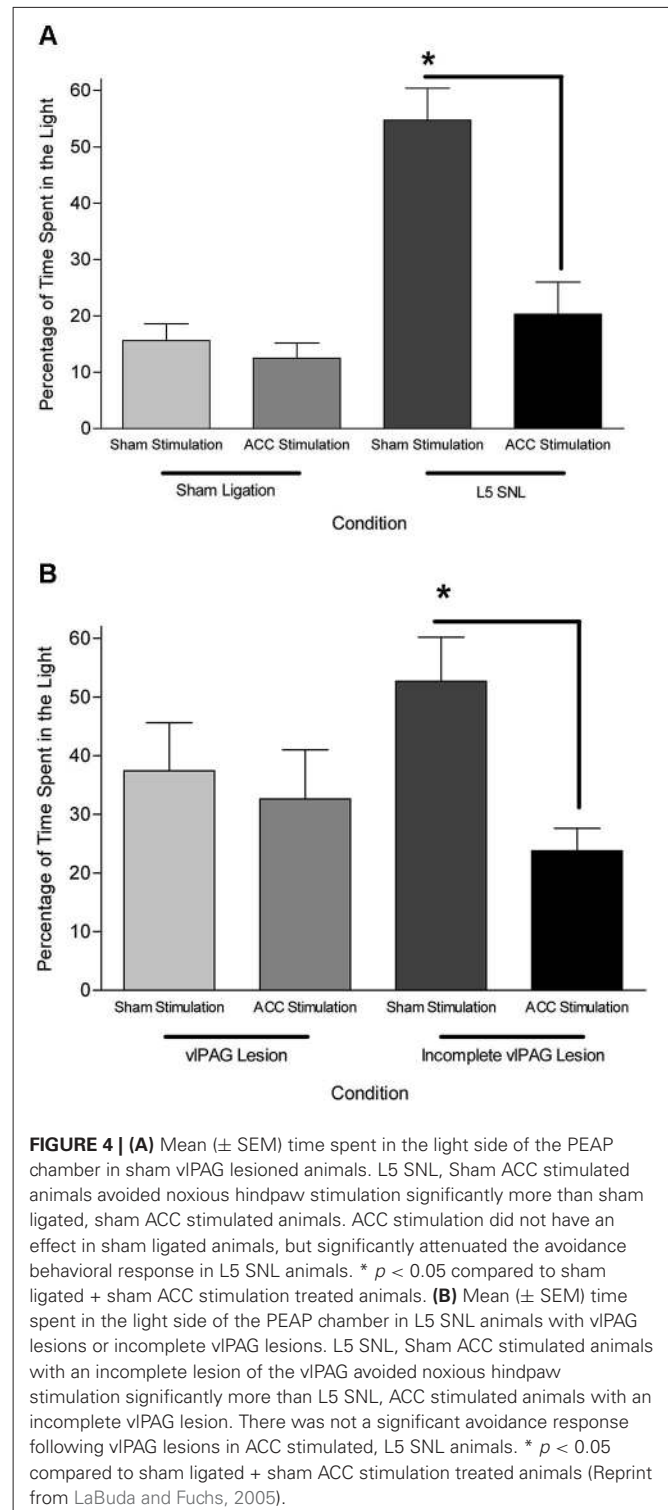 A
*
Percentage of Time Spent in the Light
60
50
40
30
20
10
0
Sham Stimulation ACC Stimulation Sham Stimulation ACC Stimulation
Sham Ligation L5 SNL
Condition
B
*
Percentage of Time Spent in the Light
60
50
40
30
20
10
0
Sham Stimulation ACC Stimulation Sham Stimulation ACC Stimulation
vlPAG Lesion Incomplete vlPAG Lesion
Condition
FIGURE 4 | (A) Mean (± SEM) time spent in the light side of the PEAP
chamber in sham vlPAG lesioned animals. L5 SNL, Sham ACC stimulated
animals avoided noxious hindpaw stimulation significantly more than sham
ligated, sham ACC stimulated animals. ACC stimulation did not have an
effect in sham ligated animals, but significantly attenuated the avoidance
behavioral response in L5 SNL animals. * p < 0.05 compared to sham
ligated + sham ACC stimulation treated animals. (B) Mean (± SEM) time
spent in the light side of the PEAP chamber in L5 SNL animals with vlPAG
lesions or incomplete vlPAG lesions. L5 SNL, Sham ACC stimulated animals
with an incomplete lesion of the vlPAG avoided noxious hindpaw
stimulation significantly more than L5 SNL, ACC stimulated animals with an
incomplete vlPAG lesion. There was not a significant avoidance response
following vlPAG lesions in ACC stimulated, L5 SNL animals. * p < 0.05
compared to sham ligated + sham ACC stimulation treated animals (Reprint
from LaBuda and Fuchs, 2005).